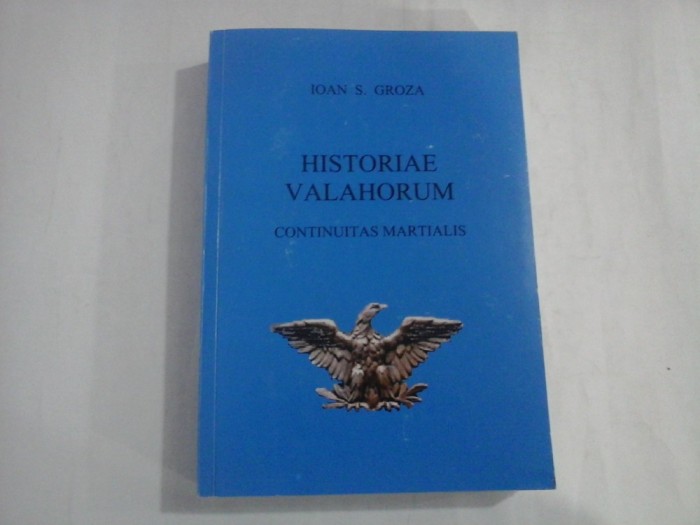 IOAN S. GROZA
HISTORIAE
VALAHORUM
CONTINUITAS MARTIALIS